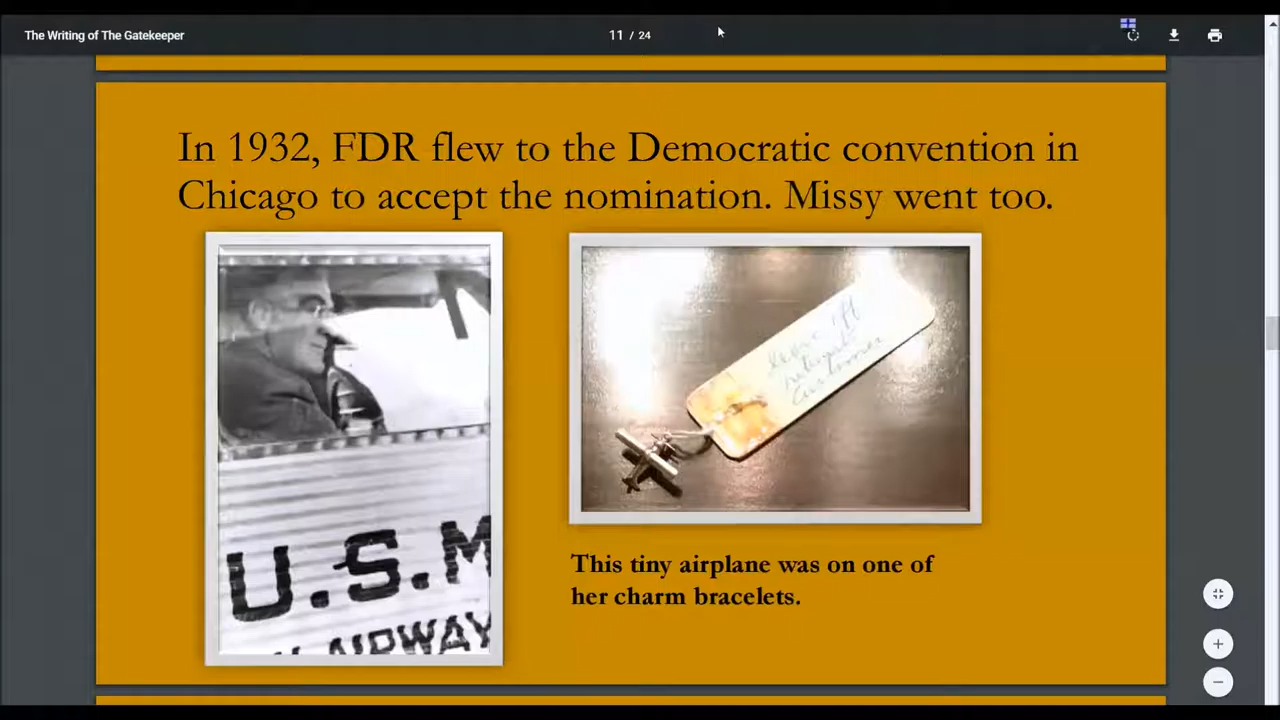 The Writing of The Gatekeeper
11 / 24
In 1932, FDR flew to the Democratic convention in
Chicago to accept the nomination. Missy went too.
U.S.M
AIRWAY
This tiny airplane was on one of
her charm bracelets.